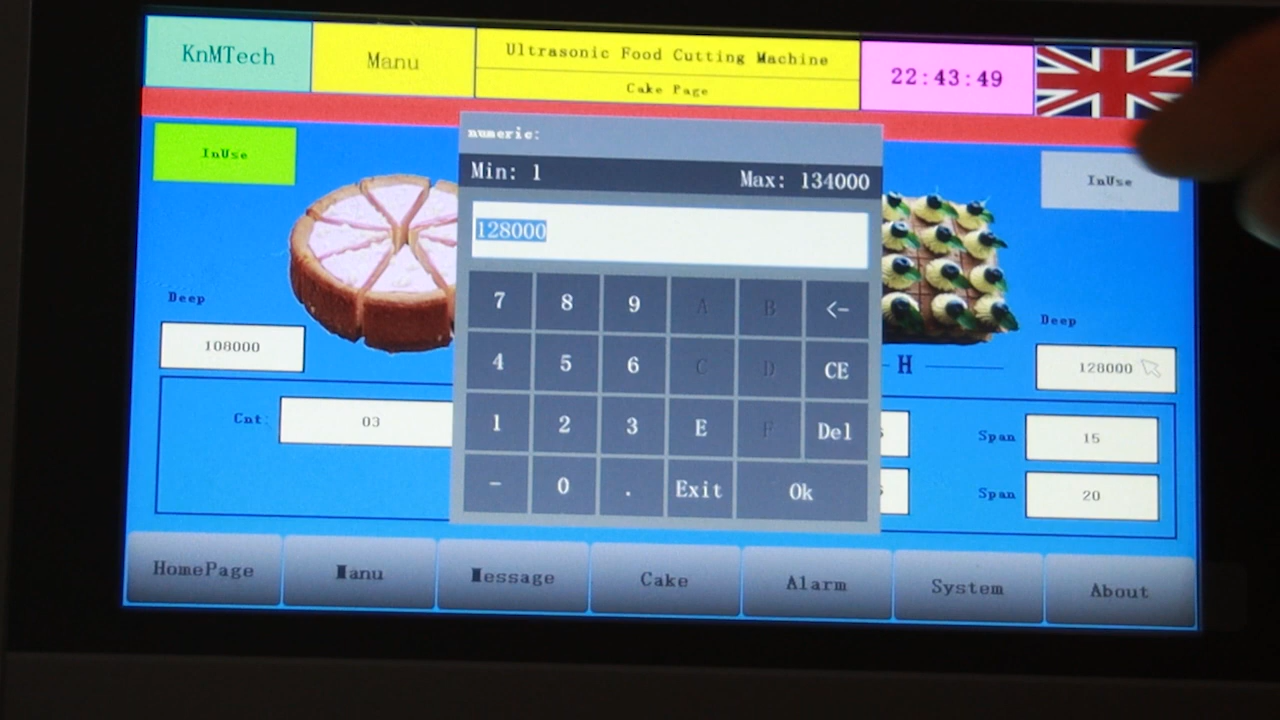 KnMTech
Manu
Ultrasonic Food Cutting Machine
Cake Page
22:43:49
InUse
InUse
numeric:
Min: 1
Max: 134000
128000
7 8 9 A B <-
4 5 6 C D CE
1 2 3 E F Del
- 0 . Exit Ok
Deep
108000
Cnt:
03
H
Deep
128000
Span
15
Span
20
HomePage
Manu
Message
Cake
Alarm
System
About